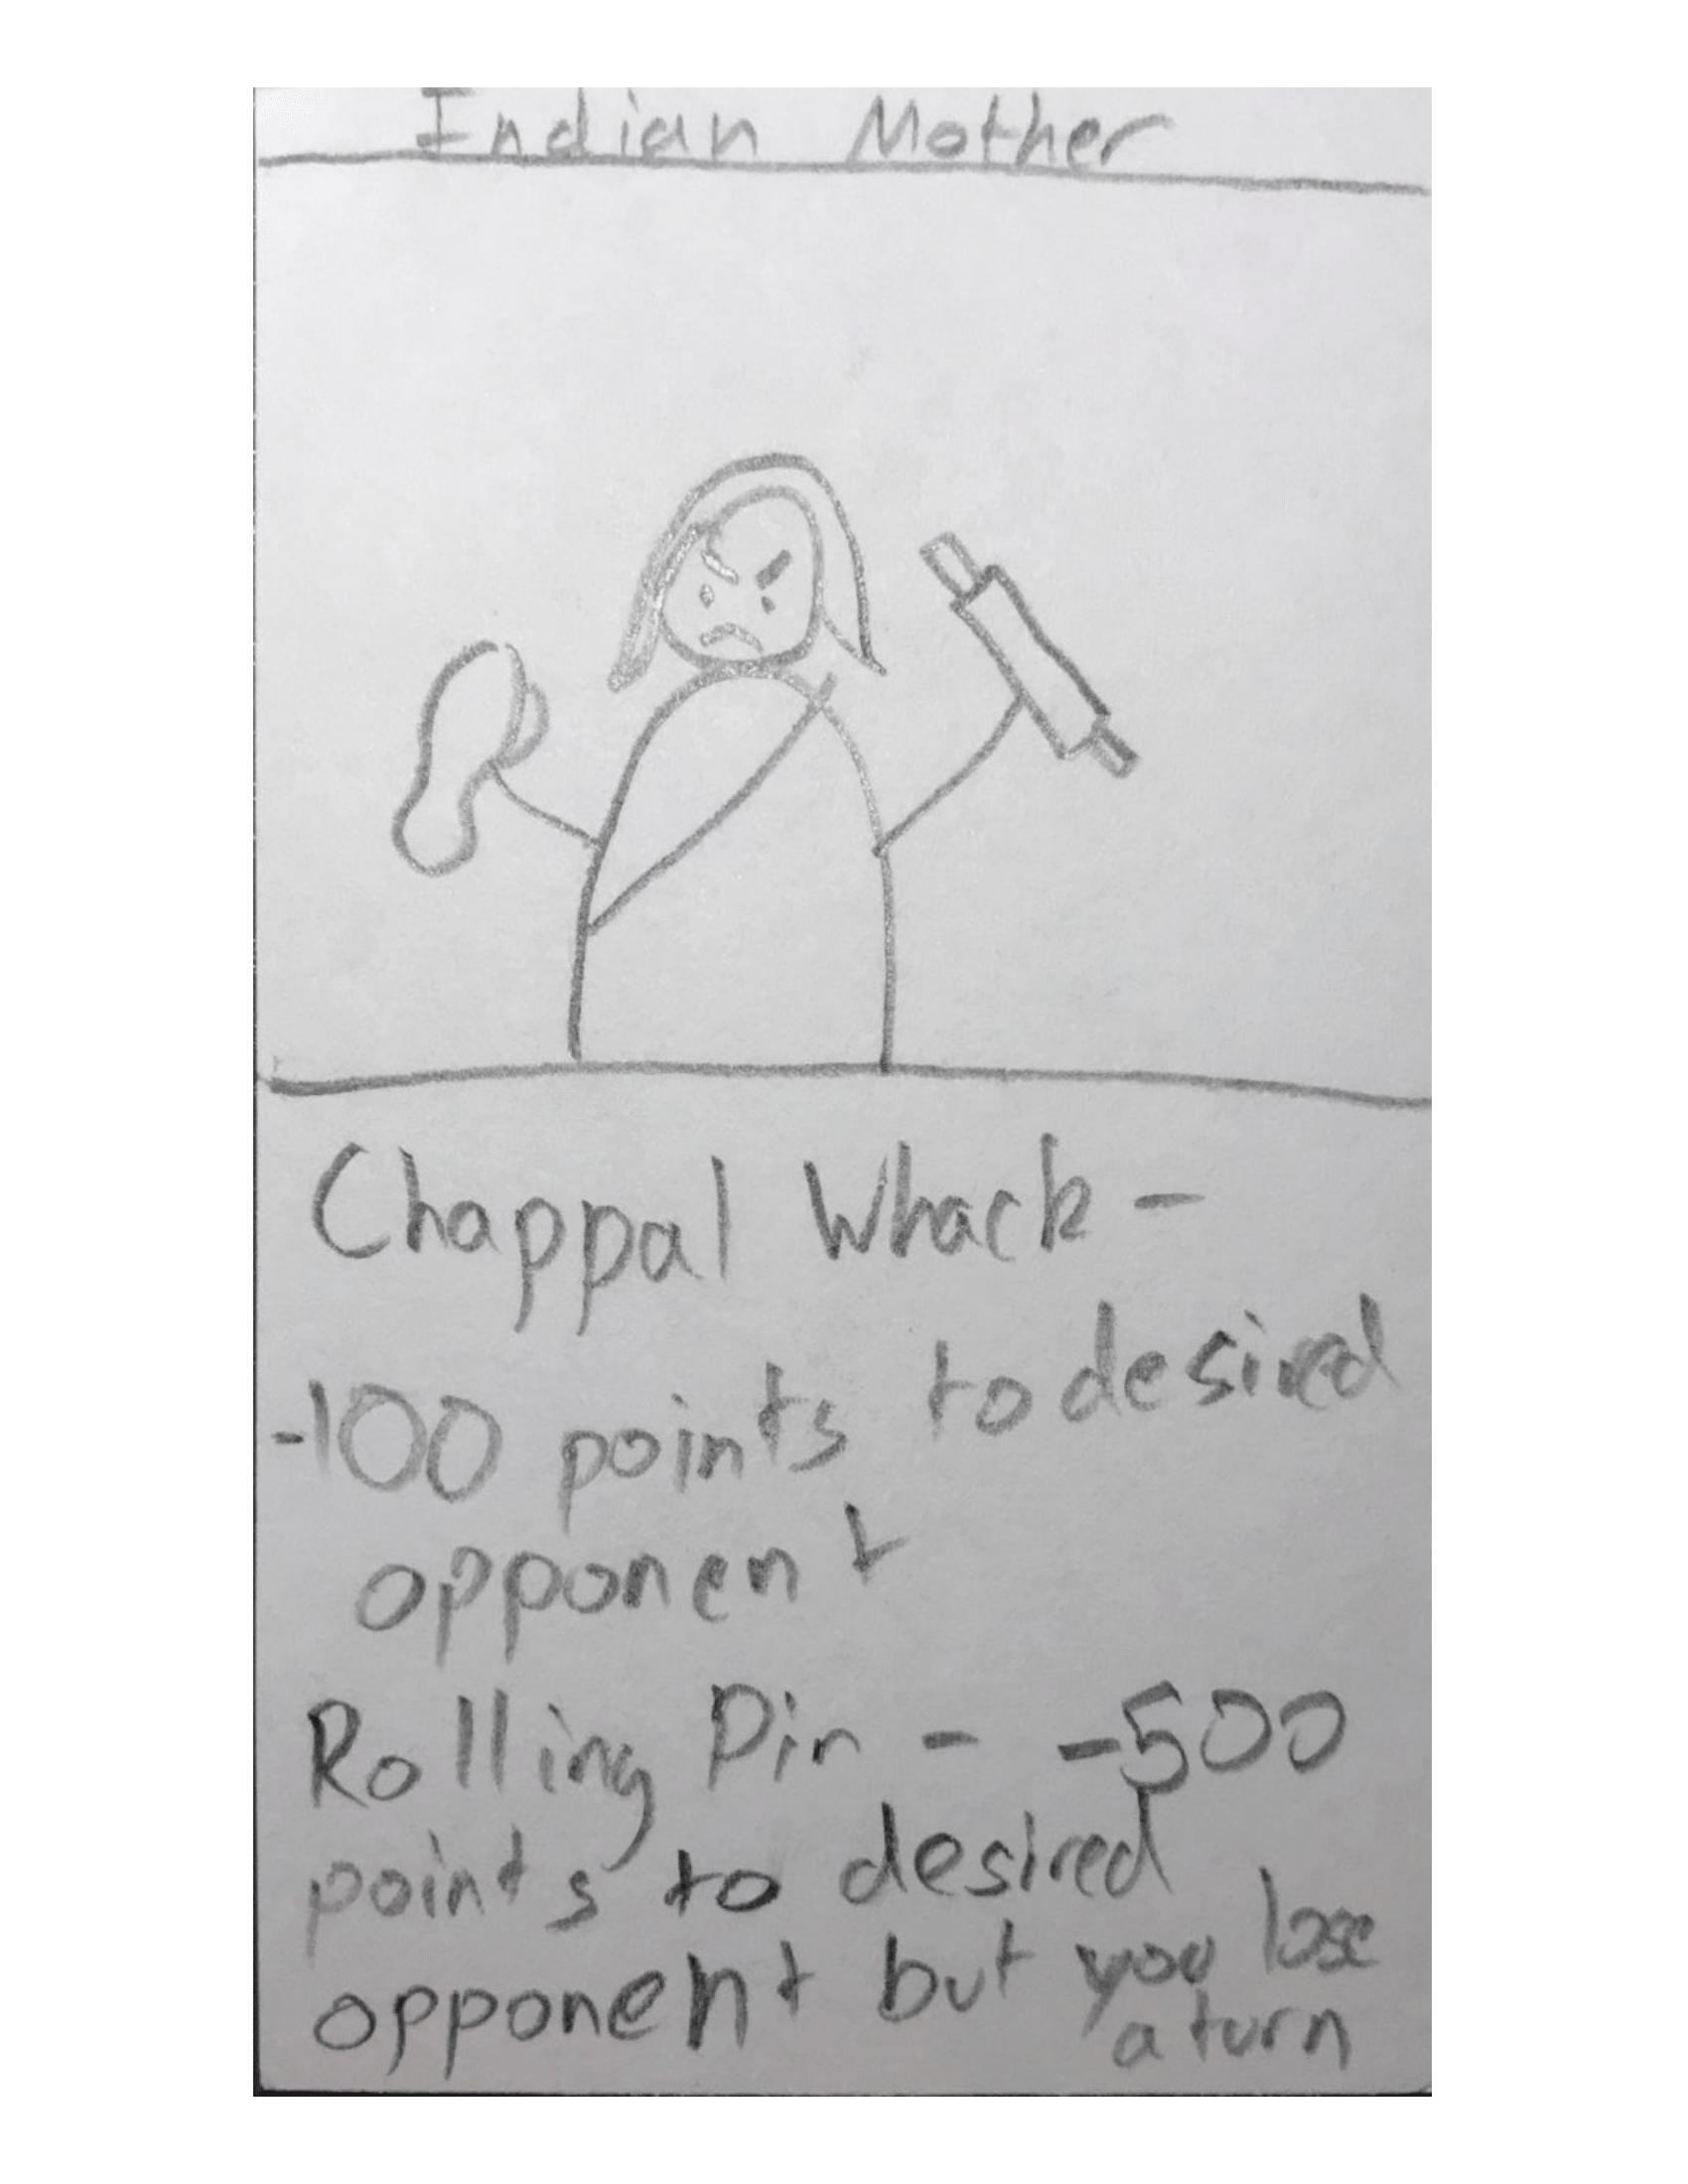 Indian Mother
Chappal Whack -
-100 points to desired
opponent
Rolling Pin - -500
points to desired
opponent but you lose
a turn